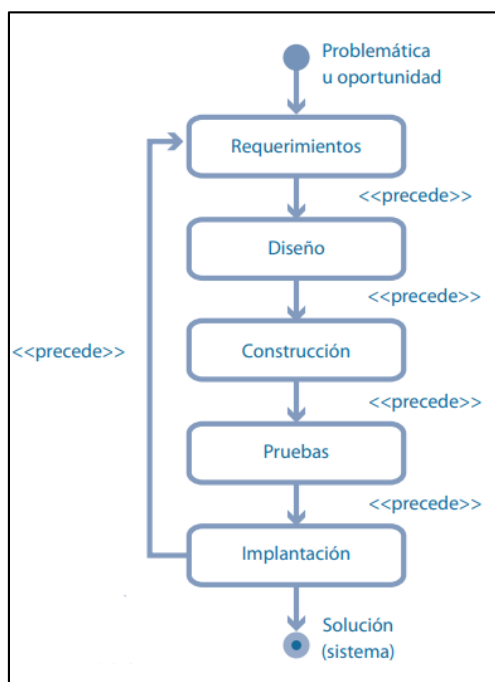 Problemática
u oportunidad
Requerimientos
<<precede>>
Diseño
<<precede>>
<<precede>>
Construcción
<<precede>>
Pruebas
<<precede>>
Implantación
Solución
(sistema)